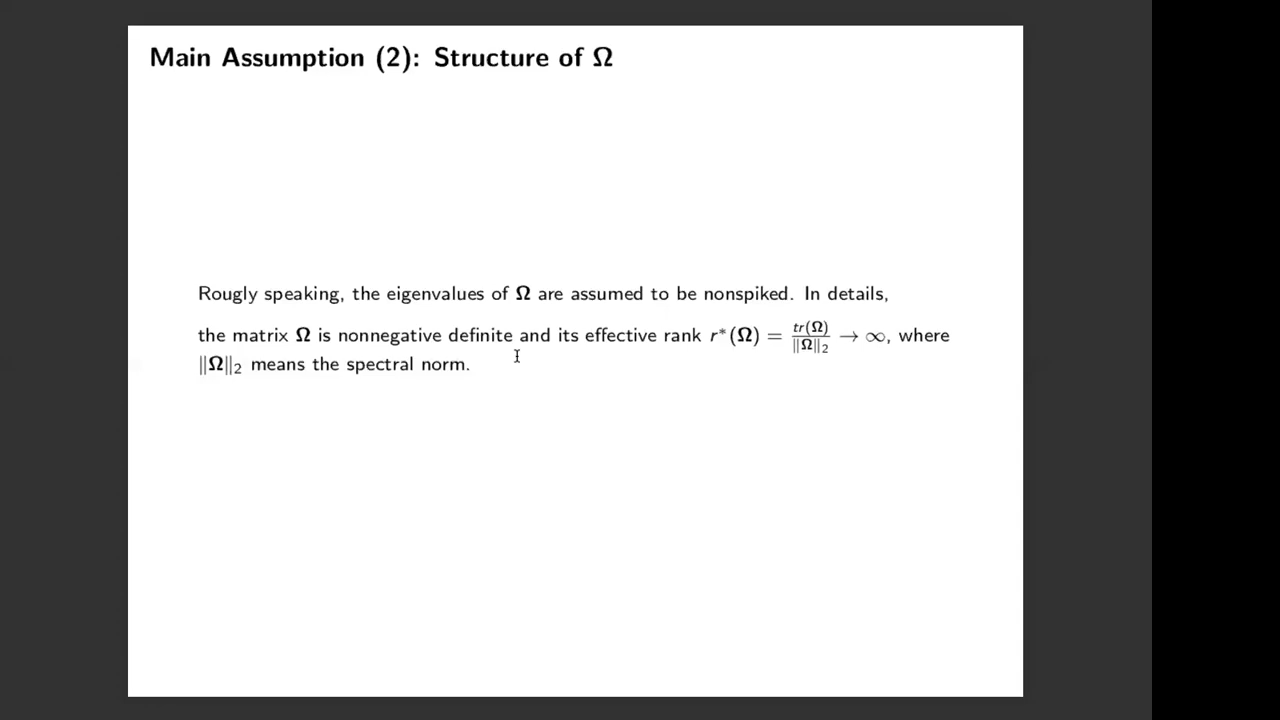 Main Assumption (2): Structure of Ω
Rougly speaking, the eigenvalues of Ω are assumed to be nonspiked. In details,
the matrix Ω is nonnegative definite and its effective rank r*(Ω) = tr(Ω)/‖Ω‖₂ → ∞, where
‖Ω‖₂ means the spectral norm.